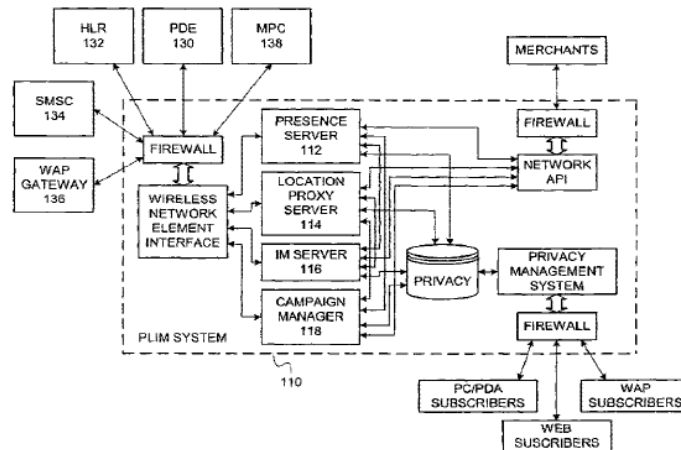 HLR
132
PDE
130
MPC
138
MERCHANTS
SMSC
134
WAP
GATEWAY
136
FIREWALL
WIRELESS
NETWORK
ELEMENT
INTERFACE
PRESENCE
SERVER
112
LOCATION
PROXY
SERVER
114
IM SERVER
116
CAMPAIGN
MANAGER
118
FIREWALL
NETWORK
API
PRIVACY
PRIVACY
MANAGEMENT
SYSTEM
FIREWALL
PLIM SYSTEM
110
PC/PDA
SUBSCRIBERS
WAP
SUBSCRIBERS
WEB
SUSCRIBERS